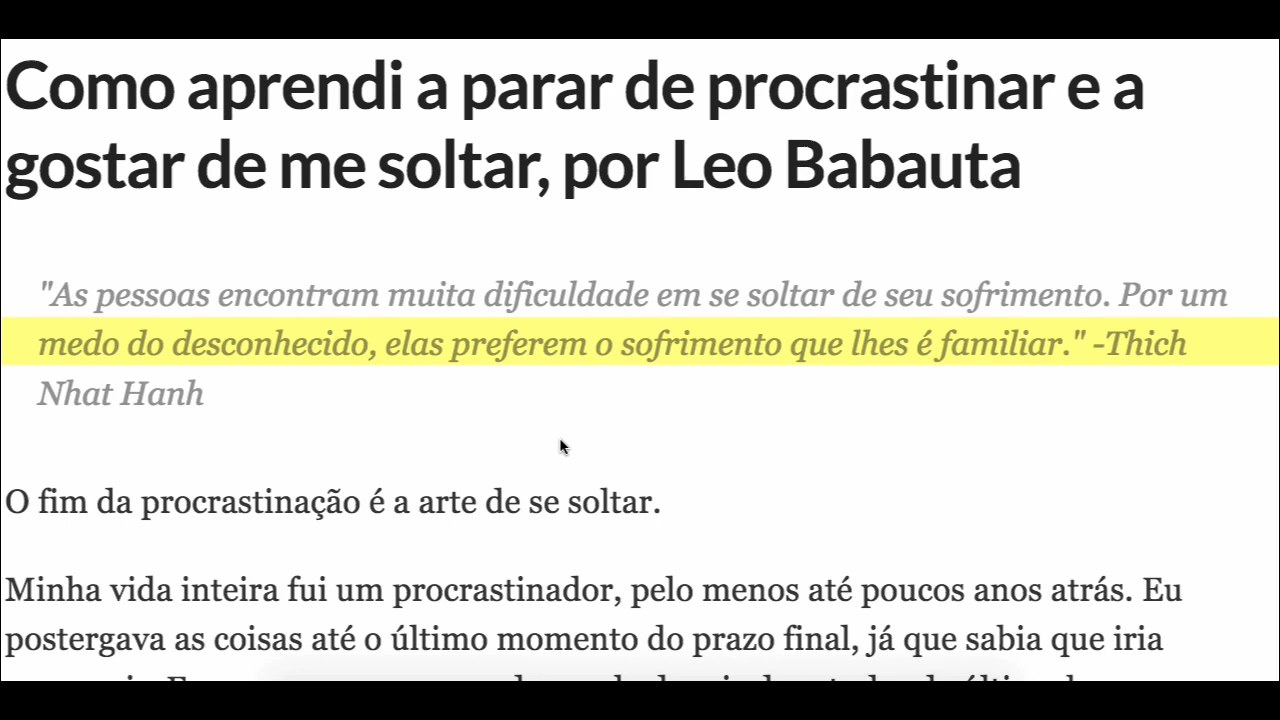 Como aprendi a parar de procrastinar e a
gostar de me soltar, por Leo Babauta
"As pessoas encontram muita dificuldade em se soltar de seu sofrimento. Por um
medo do desconhecido, elas preferem o sofrimento que lhes é familiar." -Thich
Nhat Hanh
O fim da procrastinação é a arte de se soltar.
Minha vida inteira fui um procrastinador, pelo menos até poucos anos atrás. Eu
postergava as coisas até o último momento do prazo final, já que sabia que iria